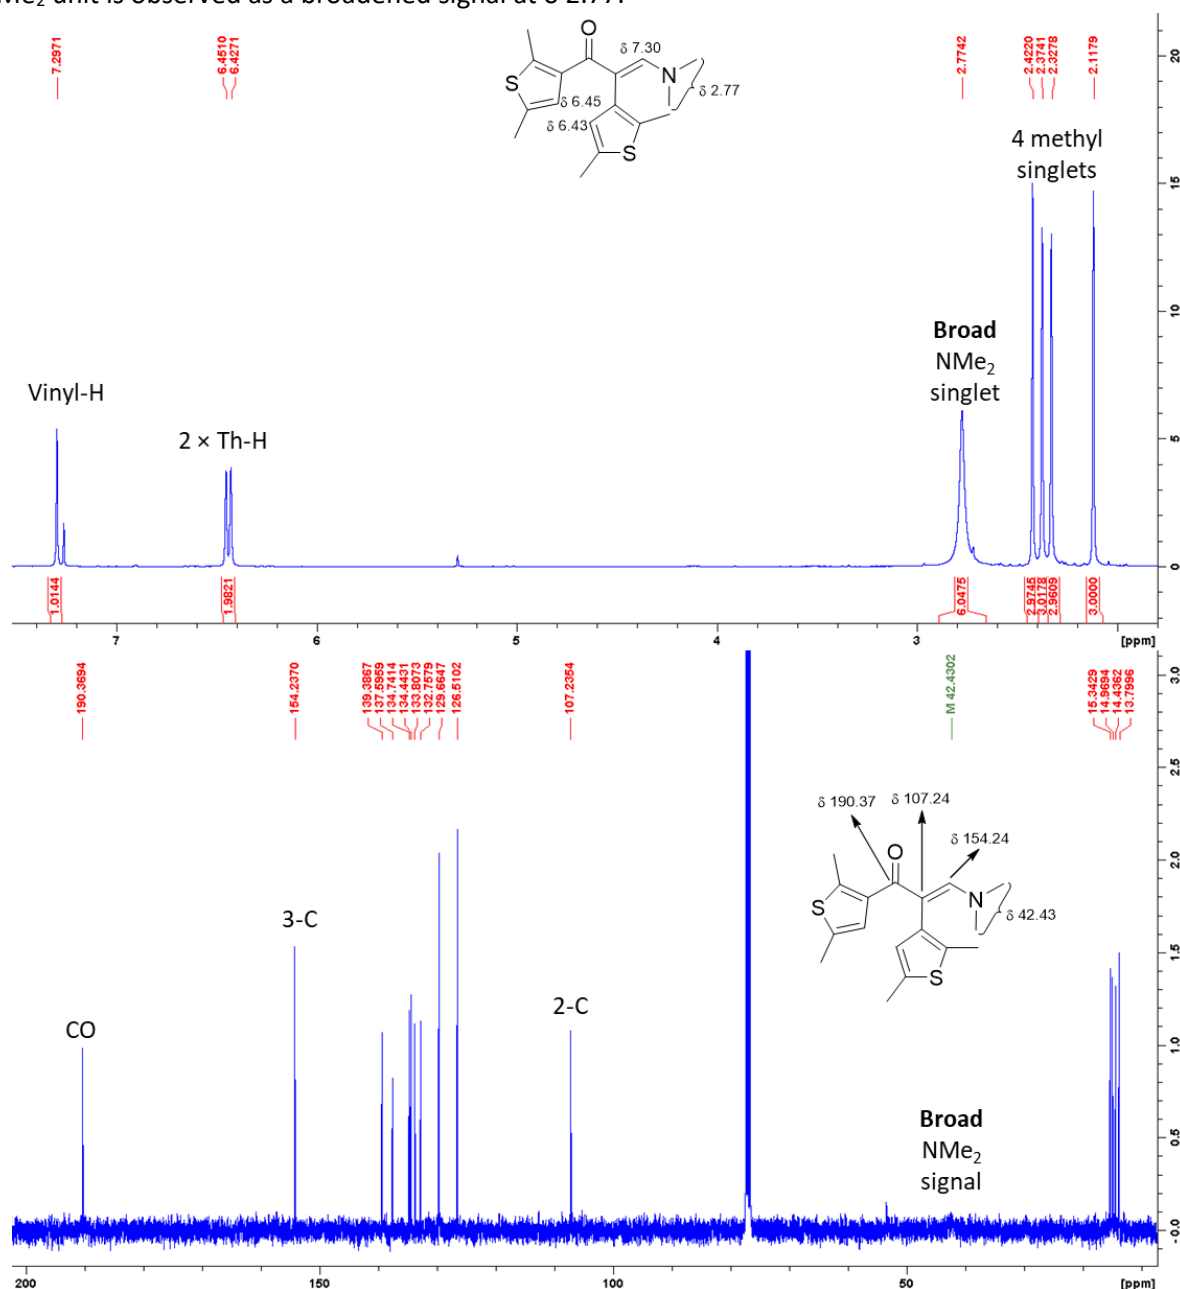 Me₂ unit is observed as a broadened signal at δ 2.77.
7.2971
6.4510
6.4271
2.7742
2.4220
2.3741
2.3278
2.1179
O
S
N
S
δ 7.30
δ 2.77
δ 6.45
δ 6.43
4 methyl
singlets
Broad
NMe₂
singlet
Vinyl-H
2 × Th-H
20
15
10
5
0
1.0144
1.9821
6.0475
2.9745
3.0178
2.9609
3.0000
7
6
5
4
3
[ppm]
190.3694
154.2370
139.3867
137.5959
134.7414
134.4431
133.8073
132.7579
129.6647
126.5102
107.2354
M 42.4302
15.3429
14.9694
14.4362
13.7996
δ 190.37
δ 107.24
δ 154.24
O
S
N
S
δ 42.43
3-C
CO
2-C
Broad
NMe₂
signal
3.0
2.5
2.0
1.5
1.0
0.5
- 0.0
200
150
100
50
[ppm]